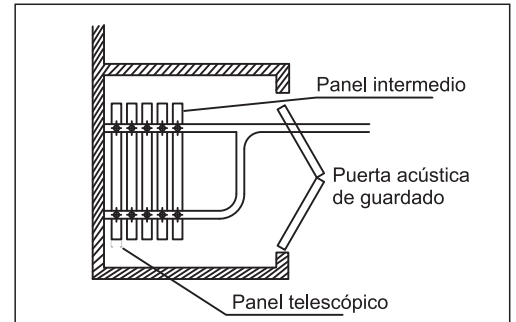 Panel intermedio
Puerta acústica
de guardado
Panel telescópico